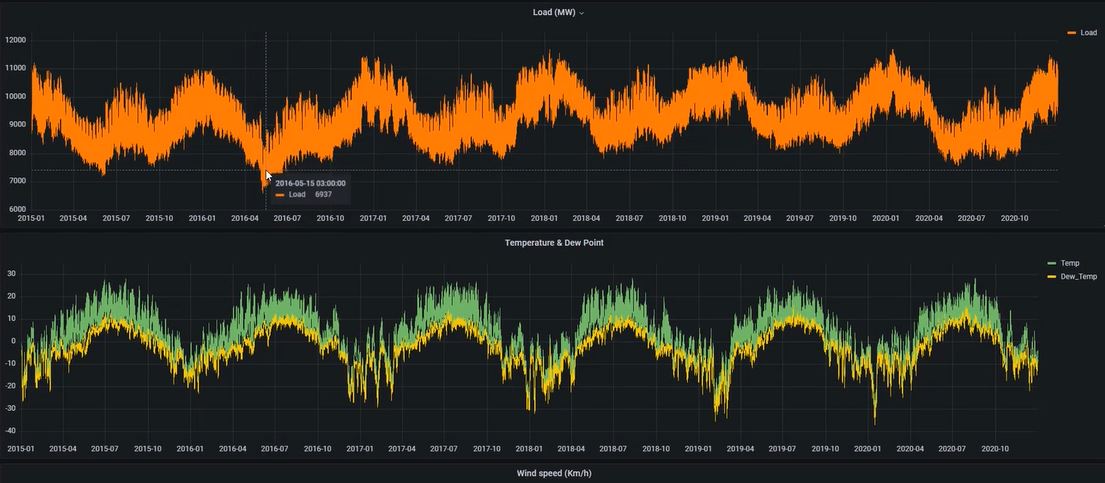 Load (MW)
12000
11000
10000
9000
8000
7000
6000
2015-01 2015-04 2015-07 2015-10 2016-01 2016-04 2016-07 2016-10 2017-01 2017-04 2017-07 2017-10 2018-01 2018-04 2018-07 2018-10 2019-01 2019-04 2019-07 2019-10 2020-01 2020-04 2020-07 2020-10
Load
2016-05-15 03:00:00
Load 6937
Temperature & Dew Point
30
20
10
0
-10
-20
-30
-40
2015-01 2015-04 2015-07 2015-10 2016-01 2016-04 2016-07 2016-10 2017-01 2017-04 2017-07 2017-10 2018-01 2018-04 2018-07 2018-10 2019-01 2019-04 2019-07 2019-10 2020-01 2020-04 2020-07 2020-10
Temp
Dew_Temp
Wind speed (Km/h)